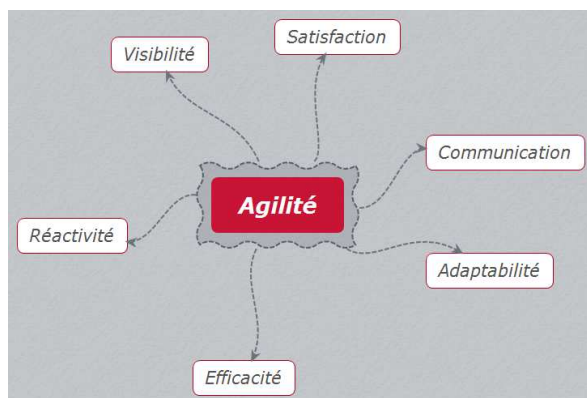 Satisfaction
Visibilité
Communication
Agilité
Réactivité
Adaptabilité
Efficacité